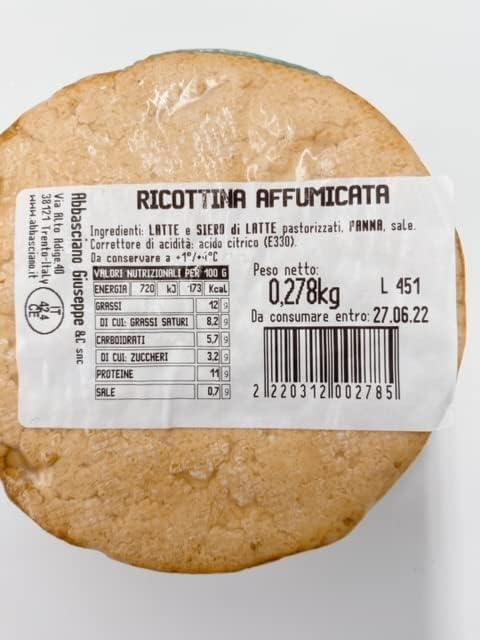 RICOTTINA AFFUMICATA
Ingredienti: LATTE e SIERO di LATTE pastorizzati, PANNA, sale.
Correttore di acidità: acido citrico (E330).
Da conservare a +1°/+4°C
VALORI NUTRIZIONALI PER 100 G
ENERGIA 720 kJ 173 Kcal
GRASSI 12 g
DI CUI: GRASSI SATURI 8,2 g
CARBOIDRATI 5,7 g
DI CUI: ZUCCHERI 3,2 g
PROTEINE 11 g
SALE 0,7 g
Peso netto:
0,278kg
L 451
Da consumare entro: 27.06.22
2 220312 002785
Abbasciano Giuseppe &C snc
Via Alto Adige 40
38121 Trento-Italy
www.abbasciano.it
IT
424
CE